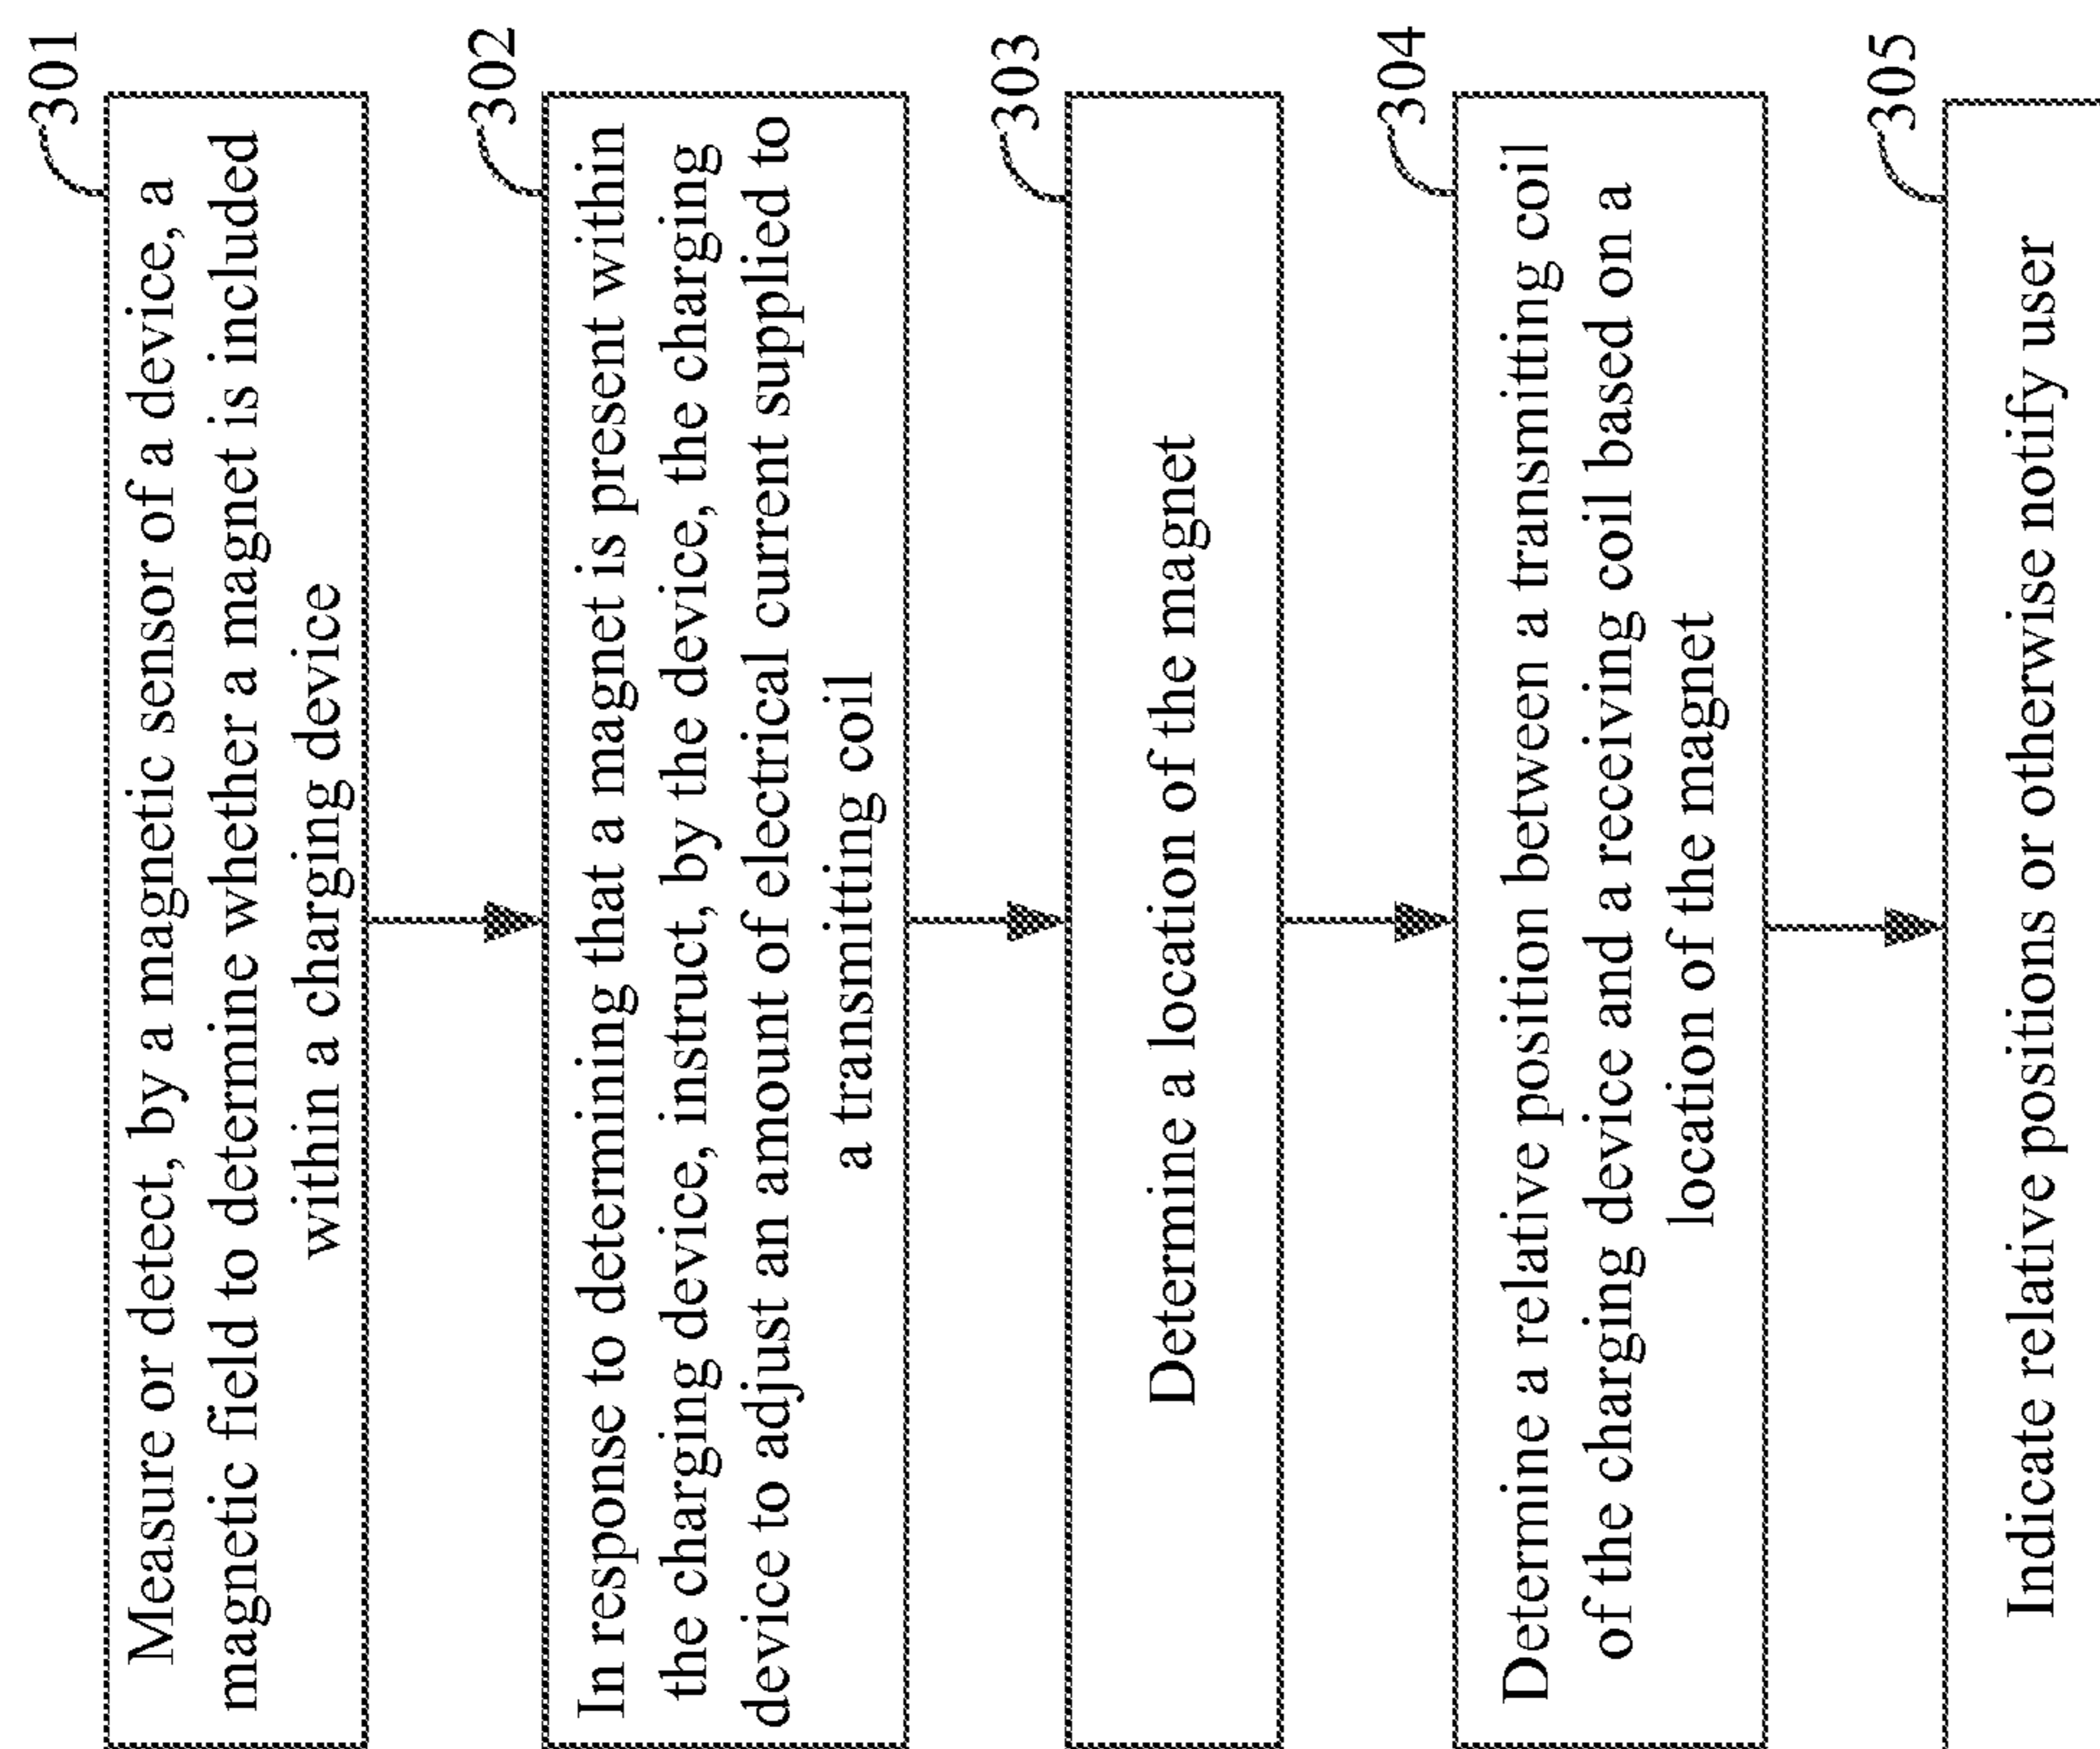 301
Measure or detect, by a magnetic sensor of a device, a
magnetic field to determine whether a magnet is included
within a charging device
302
In response to determining that a magnet is present within
the charging device, instruct, by the device, the charging
device to adjust an amount of electrical current supplied to
a transmitting coil
303
Determine a location of the magnet
304
Determine a relative position between a transmitting coil
of the charging device and a receiving coil based on a
location of the magnet
305
Indicate relative positions or otherwise notify user